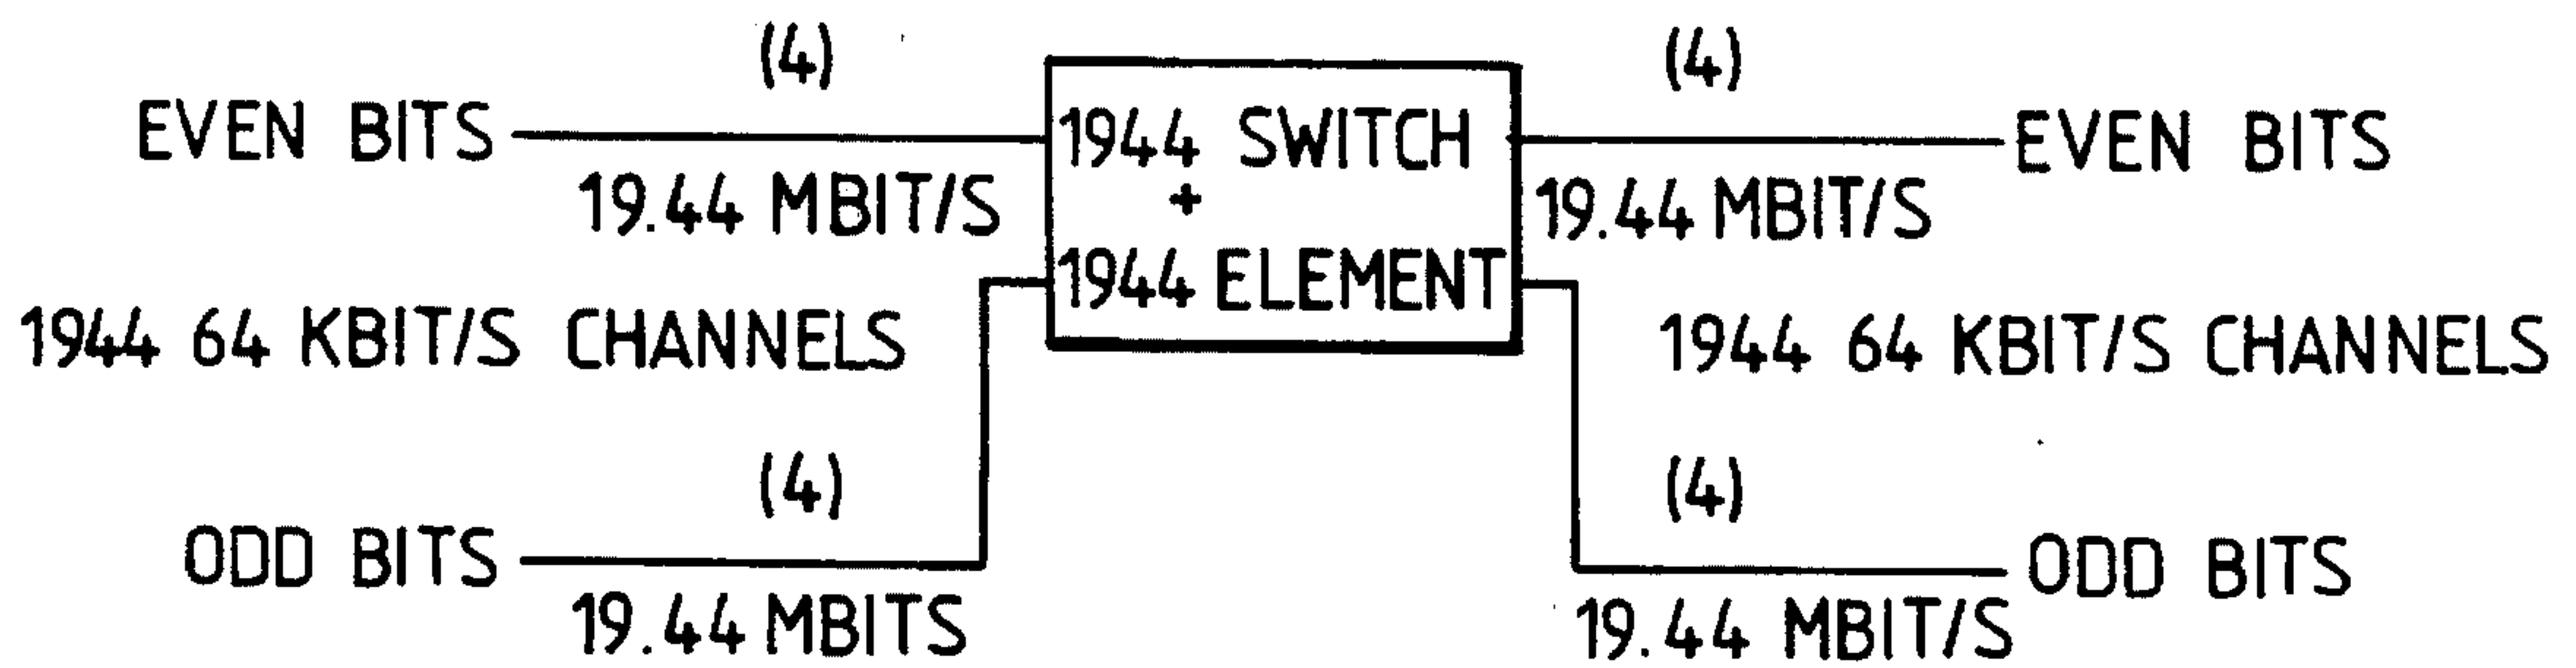 (4)
(4)
EVEN BITS
1944 SWITCH
EVEN BITS
19.44 MBIT/S
+
19.44 MBIT/S
1944 ELEMENT
1944 64 KBIT/S CHANNELS
1944 64 KBIT/S CHANNELS
(4)
(4)
ODD BITS
ODD BITS
19.44 MBITS
19.44 MBIT/S